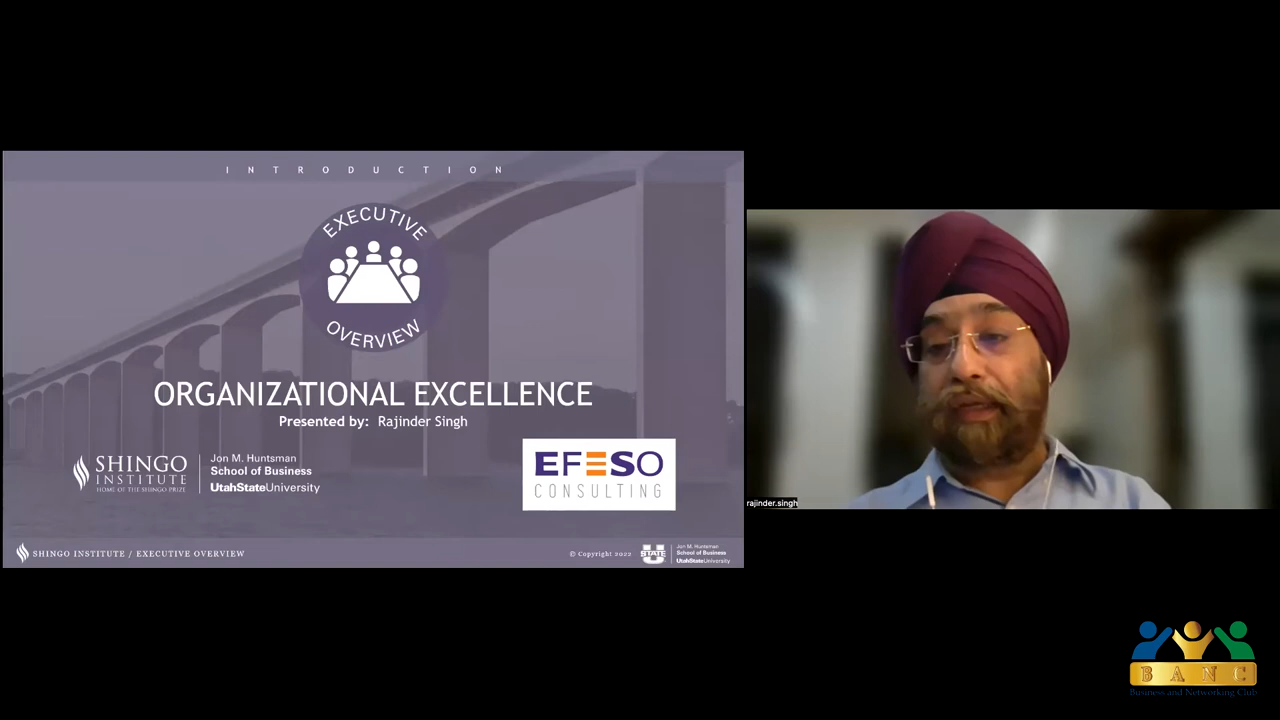 INTRODUCTION
EXECUTIVE
OVERVIEW
ORGANIZATIONAL EXCELLENCE
Presented by: Rajinder Singh
SHINGO
INSTITUTE
HOME OF THE SHINGO PRIZE
Jon M. Huntsman
School of Business
UtahStateUniversity
EFESO
CONSULTING
SHINGO INSTITUTE / EXECUTIVE OVERVIEW
© Copyright 2022
U
STATE
Jon M. Huntsman
School of Business
UtahStateUniversity
rajinder.singh
BANC
Business and Networking Club